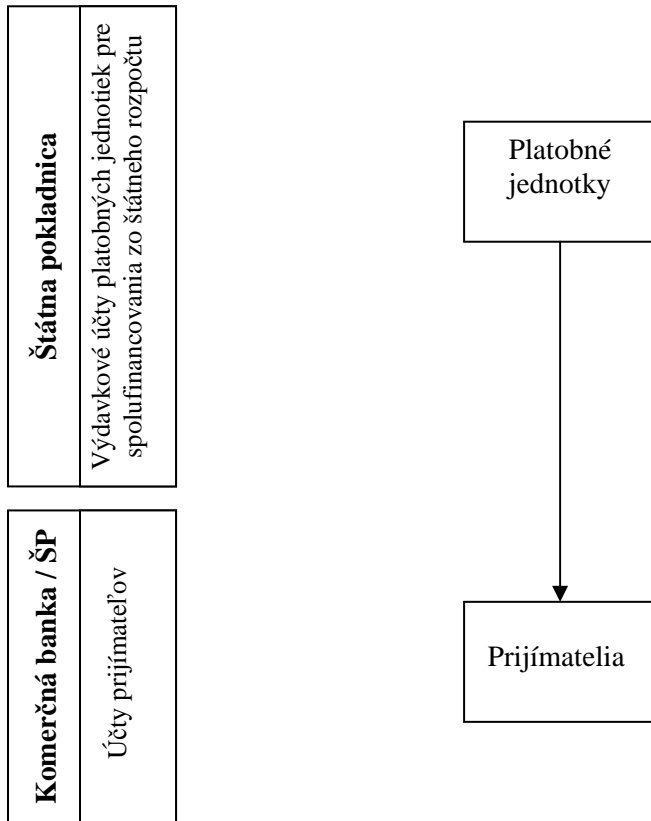 Štátna pokladnica
Výdavkové účty platobných jednotiek pre
spolufinancovania zo štátneho rozpočtu
Platobné
jednotky
Komerčná banka / ŠP
Účty prijímateľov
Prijímatelia